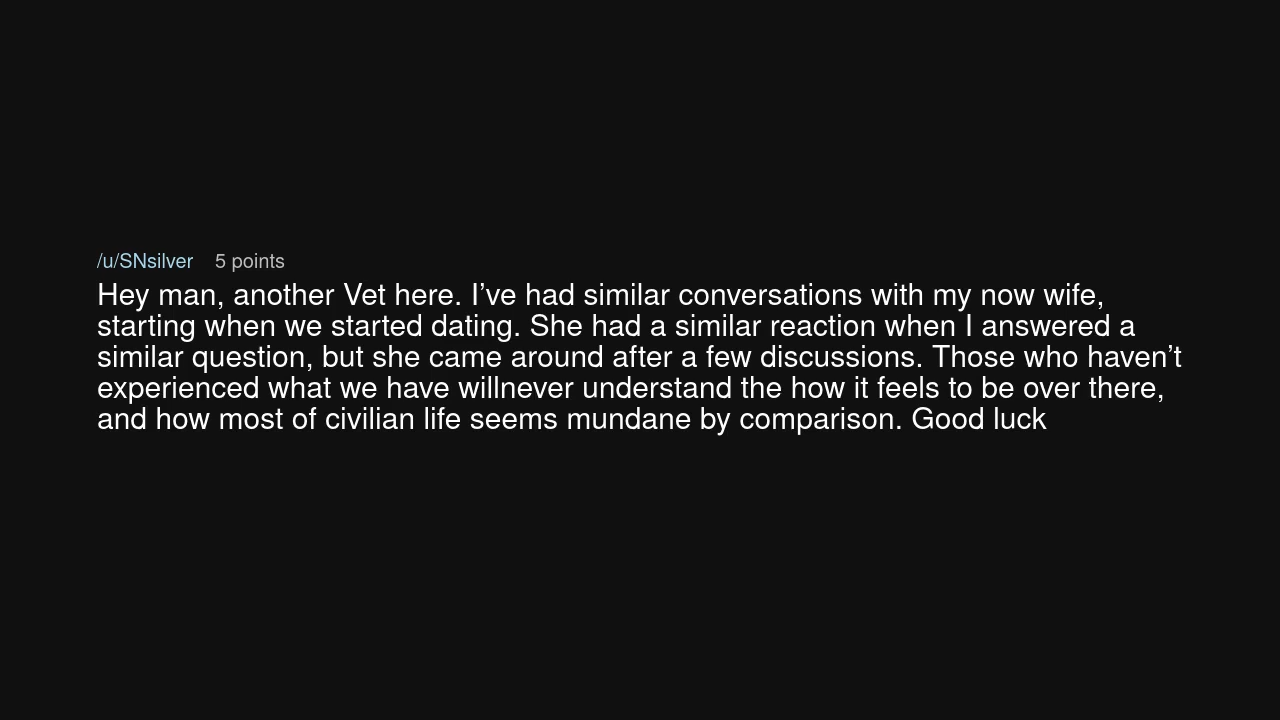 /u/SNsilver 5 points
Hey man, another Vet here. I’ve had similar conversations with my now wife,
starting when we started dating. She had a similar reaction when I answered a
similar question, but she came around after a few discussions. Those who haven’t
experienced what we have willnever understand the how it feels to be over there,
and how most of civilian life seems mundane by comparison. Good luck